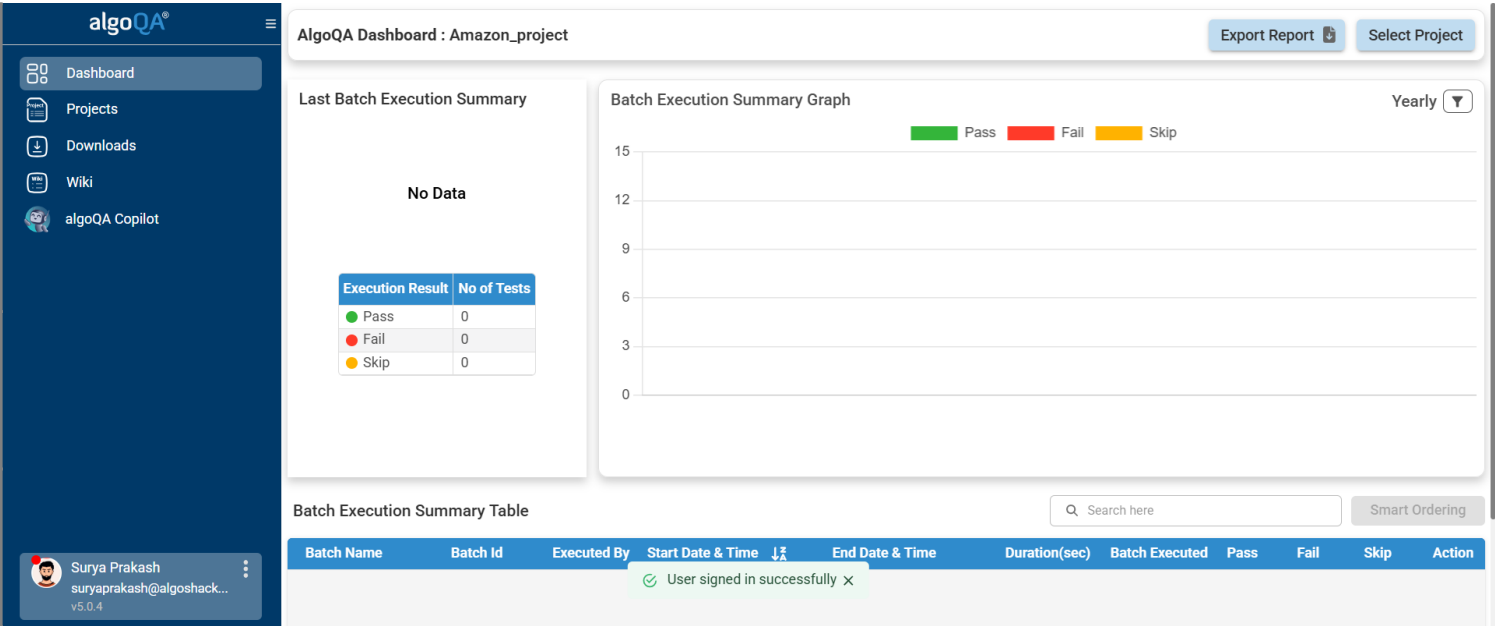 algoQA®
Dashboard
Projects
Downloads
Wiki
algoQA Copilot
Surya Prakash
suryaprakash@algoshack...
v5.0.4
AlgoQA Dashboard : Amazon_project
Export Report
Select Project
Last Batch Execution Summary
No Data
Execution Result No of Tests
Pass 0
Fail 0
Skip 0
Batch Execution Summary Graph
Yearly
Pass Fail Skip
15
12
9
6
3
0
Batch Execution Summary Table
Search here
Smart Ordering
Batch Name Batch Id Executed By Start Date & Time End Date & Time Duration(sec) Batch Executed Pass Fail Skip Action
User signed in successfully